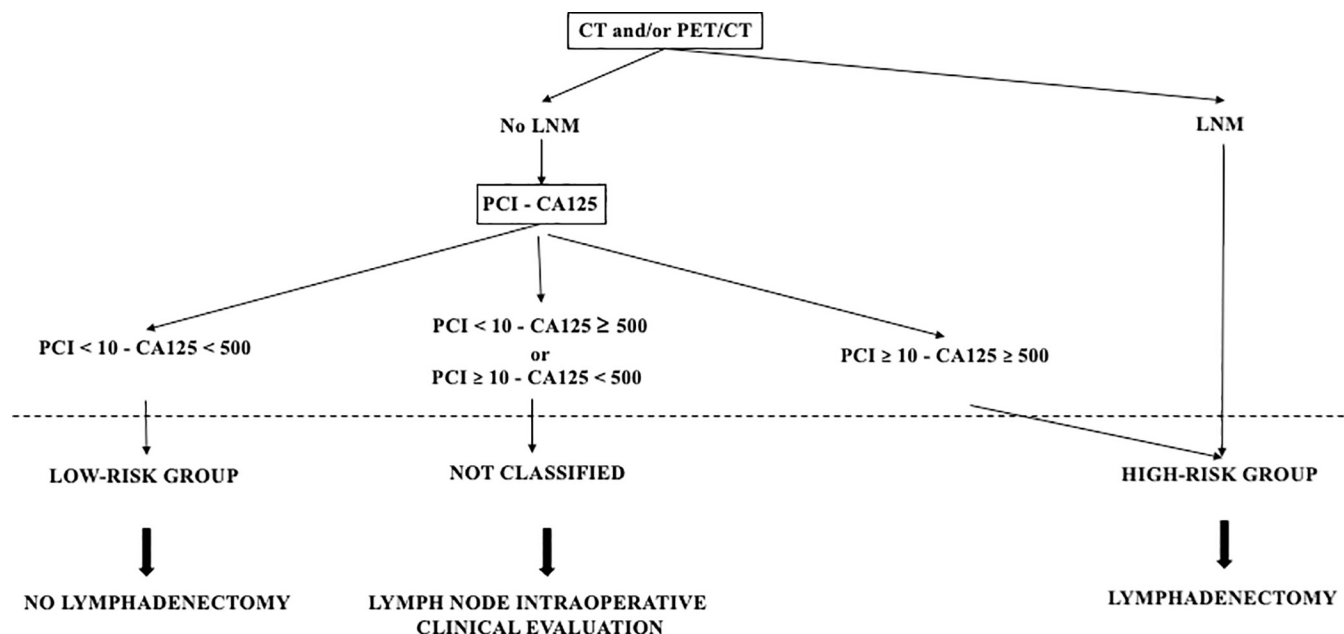 CT and/or PET/CT
No LNM
LNM
PCI - CA125
PCI < 10 - CA125 < 500
PCI < 10 - CA125 ≥ 500
or
PCI ≥ 10 - CA125 < 500
PCI ≥ 10 - CA125 ≥ 500
LOW-RISK GROUP
NOT CLASSIFIED
HIGH-RISK GROUP
NO LYMPHADENECTOMY
LYMPH NODE INTRAOPERATIVE
CLINICAL EVALUATION
LYMPHADENECTOMY